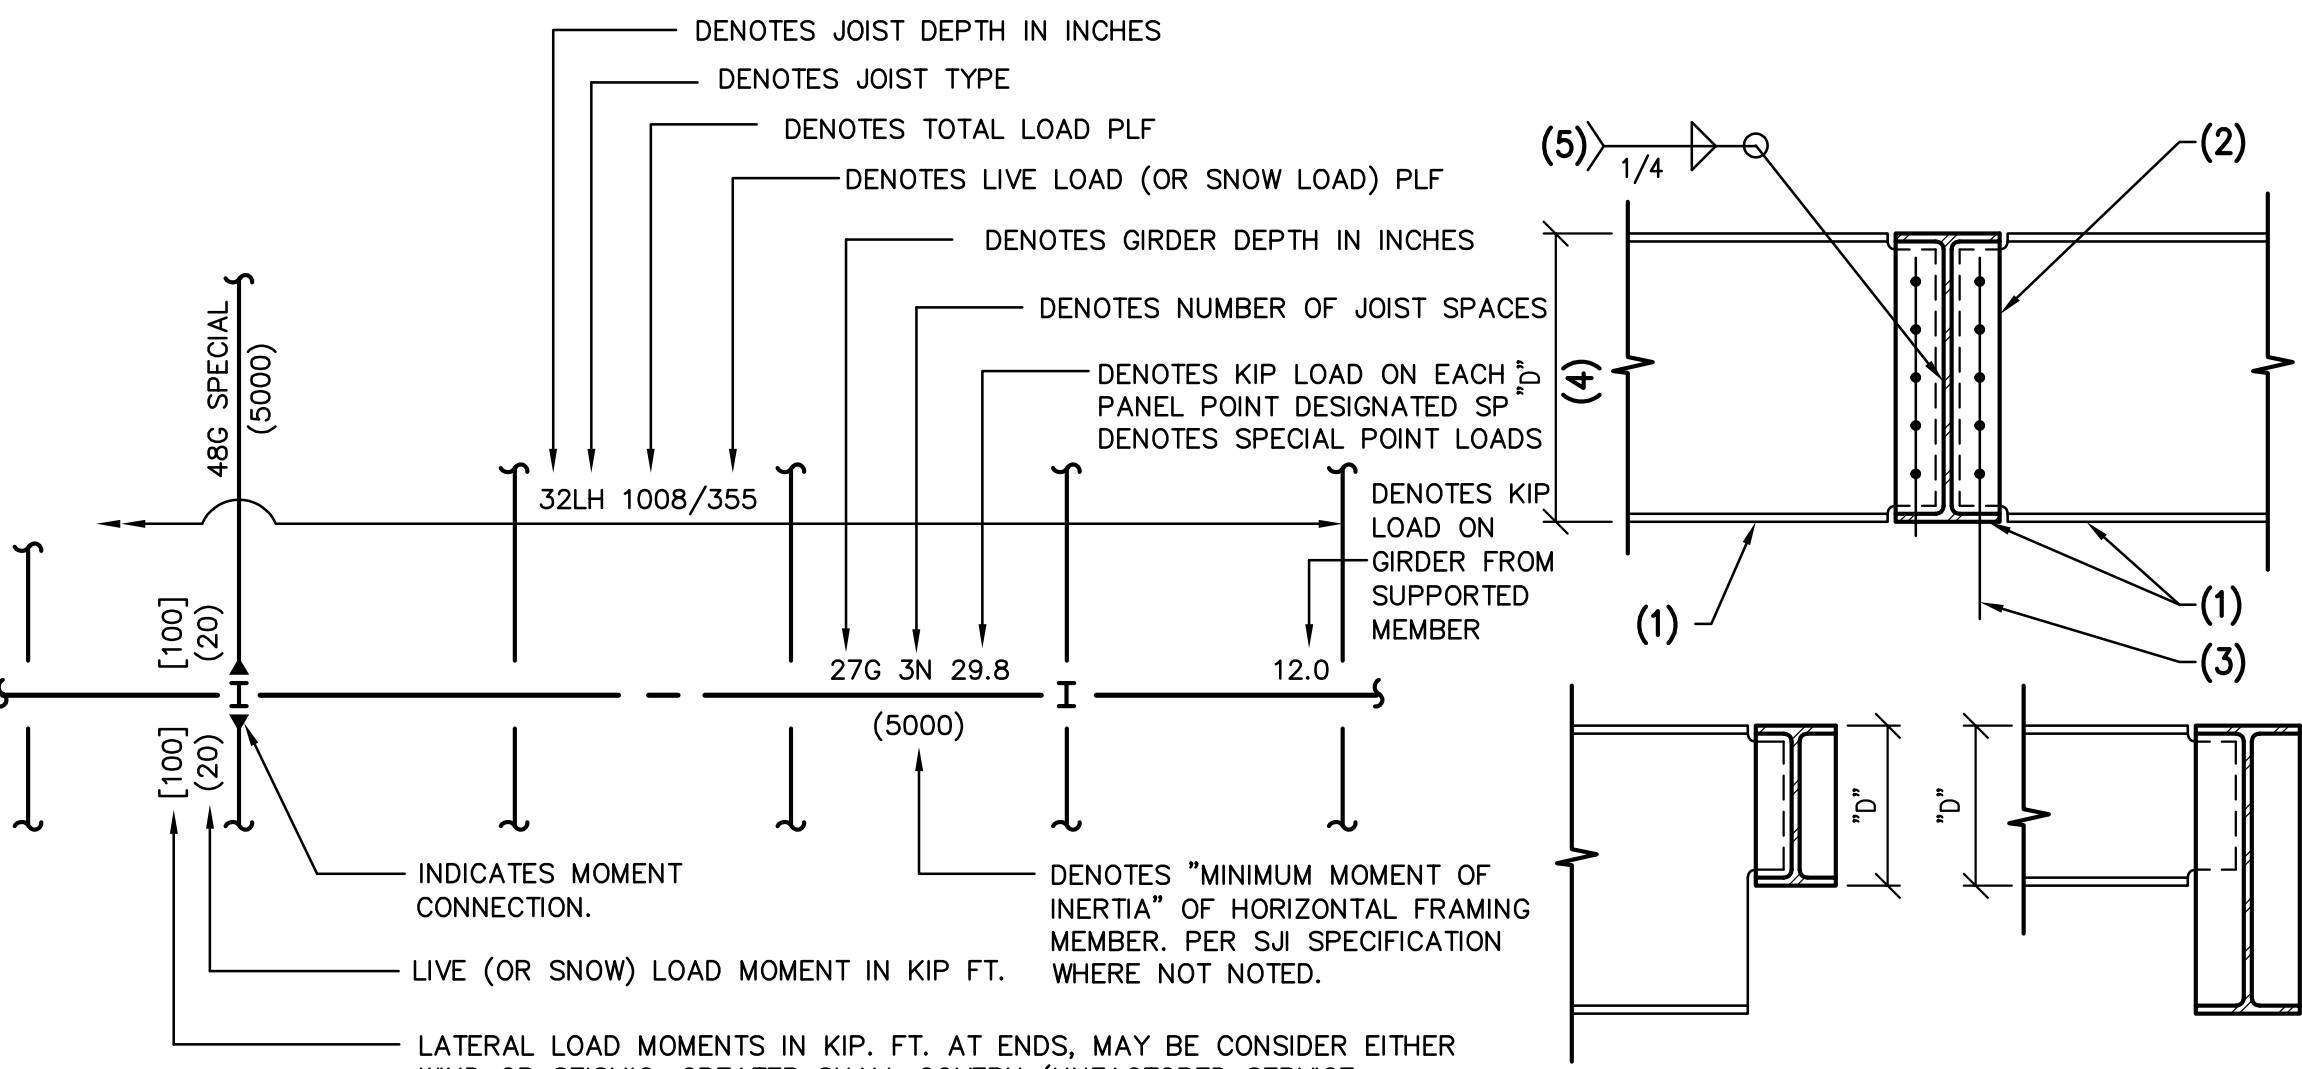 DENOTES JOIST DEPTH IN INCHES
DENOTES JOIST TYPE
DENOTES TOTAL LOAD PLF
DENOTES LIVE LOAD (OR SNOW LOAD) PLF
DENOTES GIRDER DEPTH IN INCHES
DENOTES NUMBER OF JOIST SPACES
DENOTES KIP LOAD ON EACH
PANEL POINT DESIGNATED SP
DENOTES SPECIAL POINT LOADS
48G SPECIAL
(5000)
32LH 1008/355
DENOTES KIP
LOAD ON
GIRDER FROM
SUPPORTED
MEMBER
[100]
(20)
27G 3N 29.8
12.0
(5000)
[100]
(20)
INDICATES MOMENT
CONNECTION.
DENOTES "MINIMUM MOMENT OF
INERTIA" OF HORIZONTAL FRAMING
MEMBER. PER SJI SPECIFICATION
WHERE NOT NOTED.
LIVE (OR SNOW) LOAD MOMENT IN KIP FT.
LATERAL LOAD MOMENTS IN KIP. FT. AT ENDS, MAY BE CONSIDER EITHER
(5)
1/4
(2)
"D"
(4)
(1)
(1)
(3)
"D"
"D"